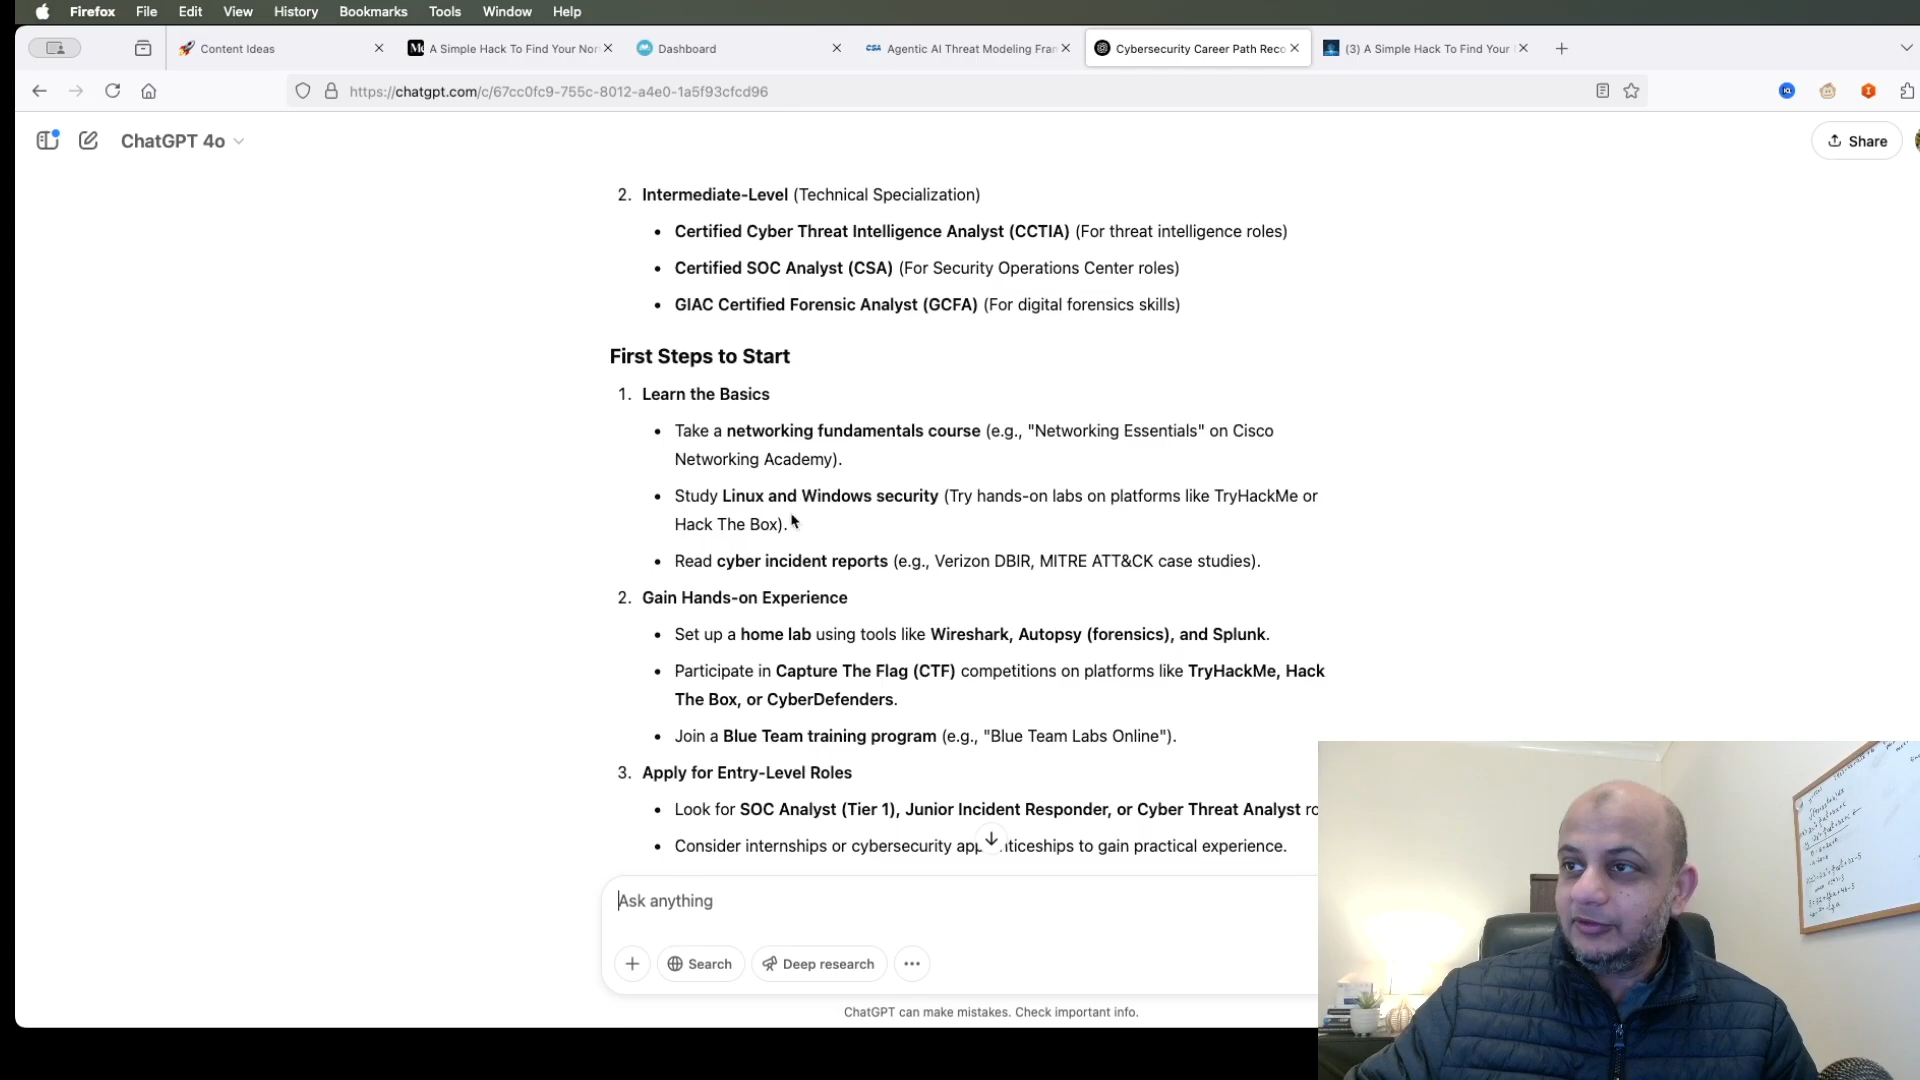 Firefox File Edit View History Bookmarks Tools Window Help
Content Ideas
A Simple Hack To Find Your Nor
Dashboard
CSA Agentic AI Threat Modeling Fran
Cybersecurity Career Path Reco
(3) A Simple Hack To Find Your
https://chatgpt.com/c/67cc0fc9-755c-8012-a4e0-1a5f93cfcd96
ChatGPT 4o
Share
2. Intermediate-Level (Technical Specialization)
• Certified Cyber Threat Intelligence Analyst (CCTIA) (For threat intelligence roles)
• Certified SOC Analyst (CSA) (For Security Operations Center roles)
• GIAC Certified Forensic Analyst (GCFA) (For digital forensics skills)
First Steps to Start
1. Learn the Basics
• Take a networking fundamentals course (e.g., "Networking Essentials" on Cisco
Networking Academy).
• Study Linux and Windows security (Try hands-on labs on platforms like TryHackMe or
Hack The Box).
• Read cyber incident reports (e.g., Verizon DBIR, MITRE ATT&CK case studies).
2. Gain Hands-on Experience
• Set up a home lab using tools like Wireshark, Autopsy (forensics), and Splunk.
• Participate in Capture The Flag (CTF) competitions on platforms like TryHackMe, Hack
The Box, or CyberDefenders.
• Join a Blue Team training program (e.g., "Blue Team Labs Online").
3. Apply for Entry-Level Roles
• Look for SOC Analyst (Tier 1), Junior Incident Responder, or Cyber Threat Analyst ro
• Consider internships or cybersecurity app nticeships to gain practical experience.
Ask anything
Search
Deep research
ChatGPT can make mistakes. Check important info.